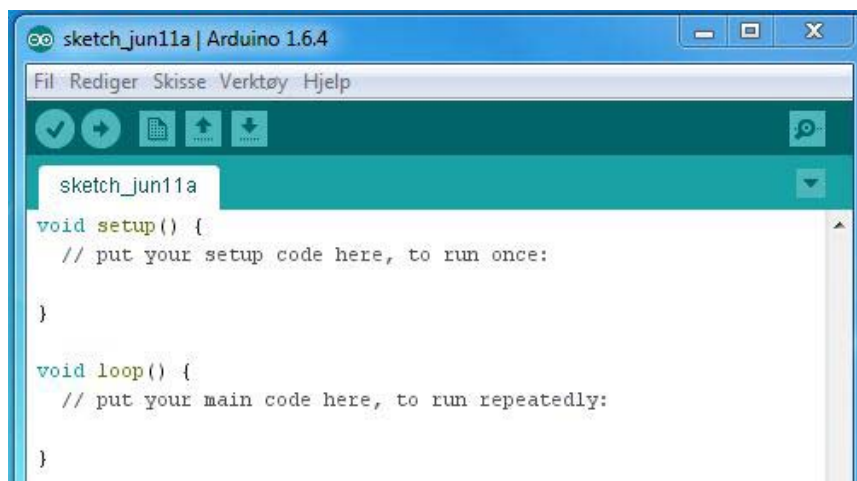 sketch_jun11a | Arduino 1.6.4
Fil Rediger Skisse Verktøy Hjelp
sketch_jun11a
void setup() {
  // put your setup code here, to run once:
}
void loop() {
  // put your main code here, to run repeatedly:
}